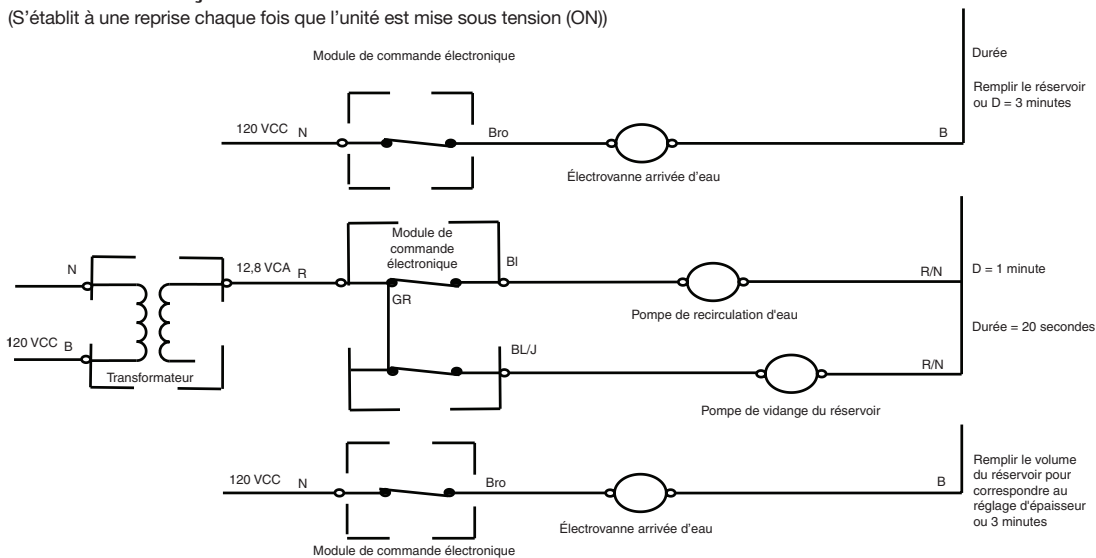 (S'établit à une reprise chaque fois que l'unité est mise sous tension (ON))
Module de commande électronique
Durée
Remplir le réservoir
ou D = 3 minutes
120 VCC N
Bro
B
Électrovanne arrivée d'eau
Module de
commande
électronique
N
12,8 VCA R
Bl
R/N
D = 1 minute
GR
Pompe de recirculation d'eau
Durée = 20 secondes
120 VCC B
BL/J
R/N
Transformateur
Pompe de vidange du réservoir
Remplir le volume
du réservoir pour
correspondre au
réglage d'épaisseur
ou 3 minutes
120 VCC N
Bro
B
Électrovanne arrivée d'eau
Module de commande électronique